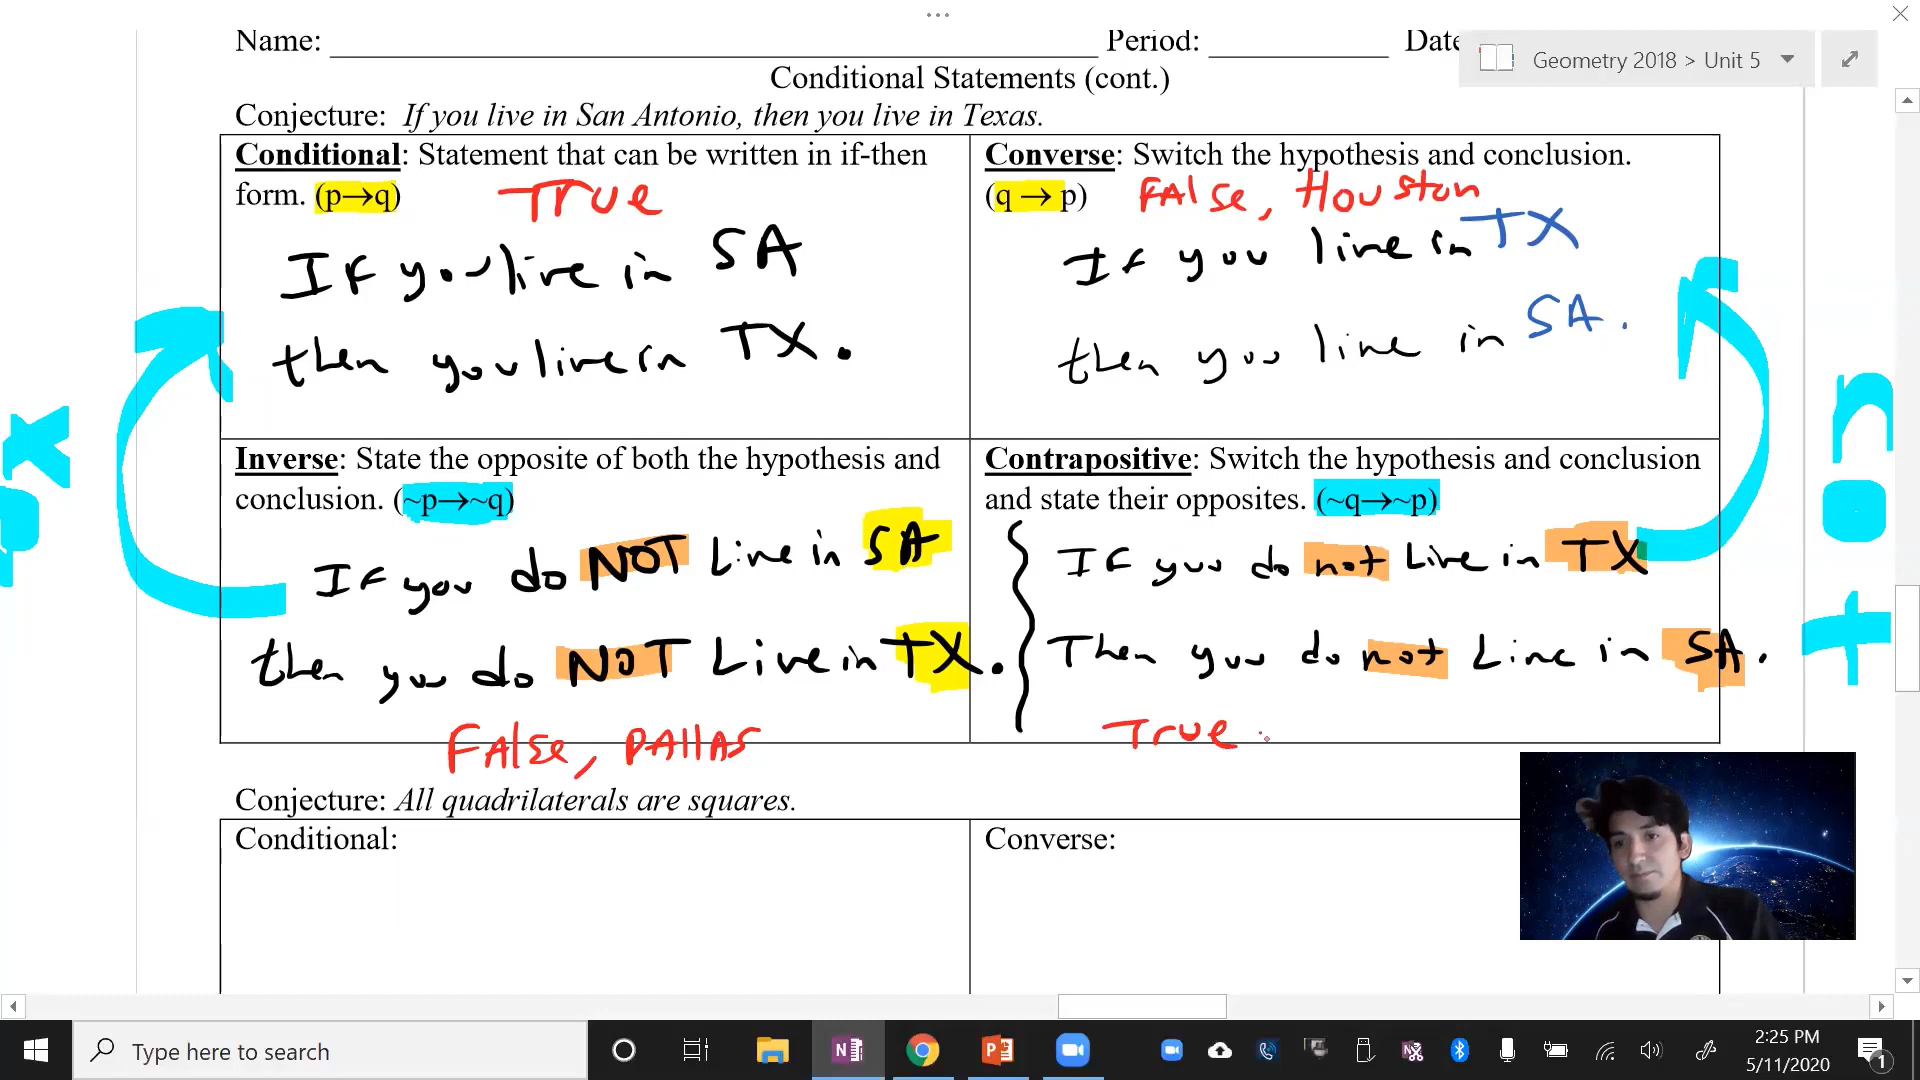 Name: Period: Date
Geometry 2018 > Unit 5
Conditional Statements (cont.)
Conjecture: If you live in San Antonio, then you live in Texas.
Conditional: Statement that can be written in if-then
form. (p→q) TRUE
If you live in SA
then you live in TX.
Converse: Switch the hypothesis and conclusion.
(q → p) FAlse, Houston
If you live in TX
then you live in SA.
Inverse: State the opposite of both the hypothesis and
conclusion. (~p→~q)
If you do NOT Live in SA
then you do NOT Live in TX.
False, DAllAS
Contrapositive: Switch the hypothesis and conclusion
and state their opposites. (~q→~p)
If you do not Live in TX
Then you do not Live in SA.
True
Conjecture: All quadrilaterals are squares.
Conditional:
Converse:
Type here to search
2:25 PM
5/11/2020
1